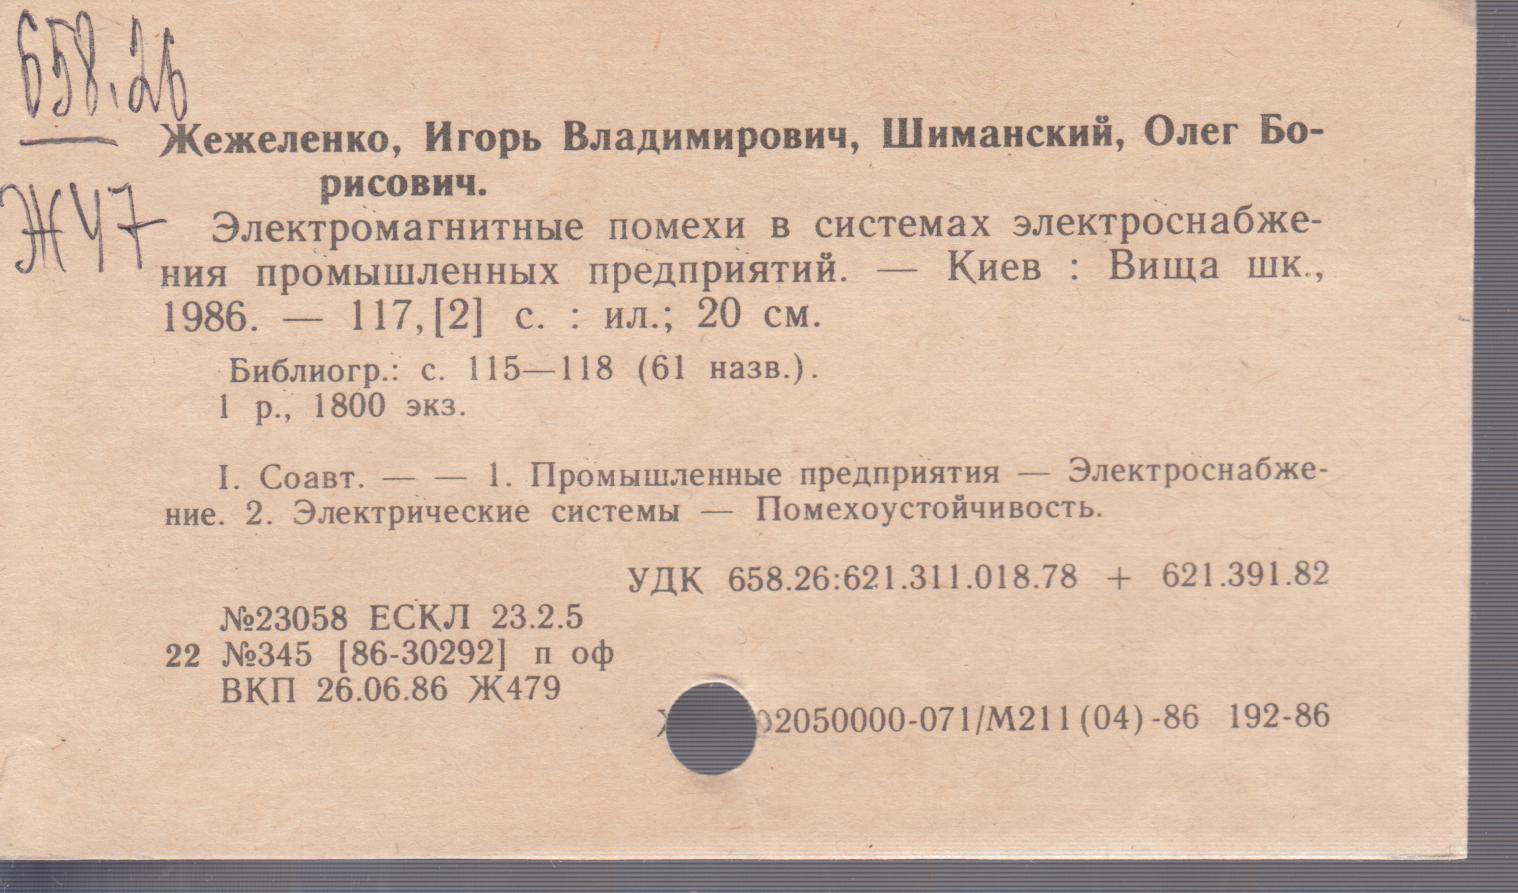 658.26
Жежеленко, Игорь Владимирович, Шиманский, Олег Бо-
рисович.
Ж47
Электромагнитные помехи в системах электроснабже-
ния промышленных предприятий. — Киев : Вища шк.,
1986. — 117,[2] с. : ил.; 20 см.
Библиогр.: с. 115—118 (61 назв.).
1 р., 1800 экз.
I. Соавт. — — 1. Промышленные предприятия — Электроснабже-
ние. 2. Электрические системы — Помехоустойчивость.
УДК 658.26:621.311.018.78 + 621.391.82
№23058 ЕСКЛ 23.2.5
22 №345 [86-30292] п оф
ВКП 26.06.86 Ж479
02050000-071/М211(04)-86 192-86